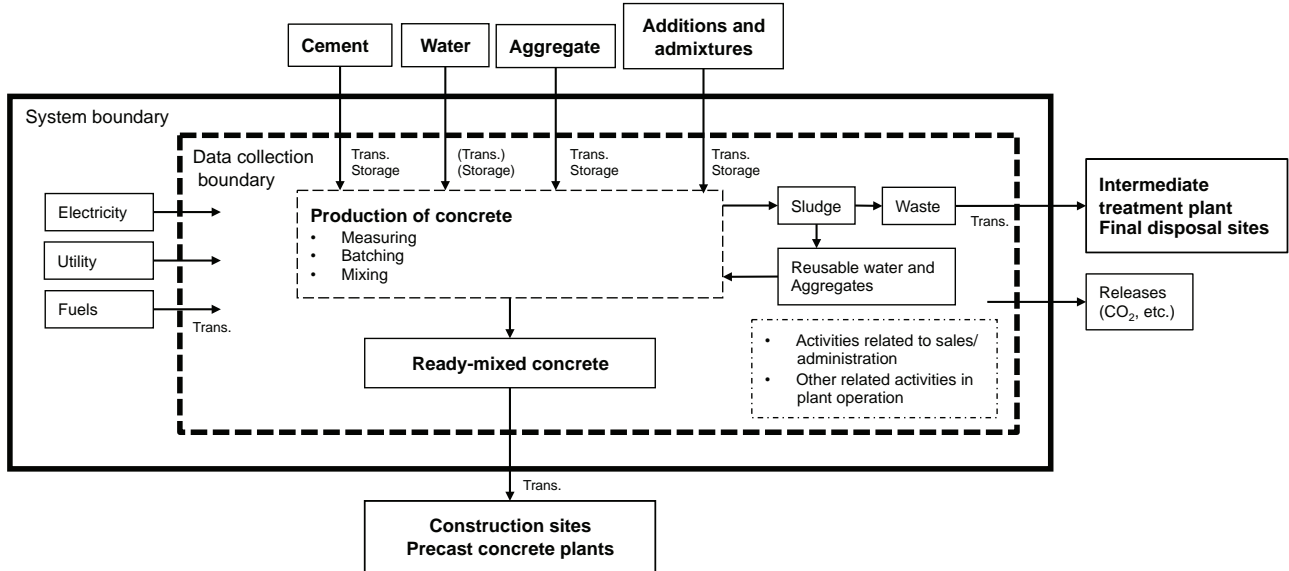 Additions and
admixtures
Cement
Water
Aggregate
System boundary
Data collection
boundary
Trans.
Storage
(Trans.)
(Storage)
Trans.
Storage
Trans.
Storage
Electricity
Utility
Fuels
Trans.
Production of concrete
• Measuring
• Batching
• Mixing
Sludge
Waste
Trans.
Intermediate
treatment plant
Final disposal sites
Reusable water and
Aggregates
Releases
(CO₂, etc.)
Ready-mixed concrete
• Activities related to sales/
administration
• Other related activities in
plant operation
Trans.
Construction sites
Precast concrete plants